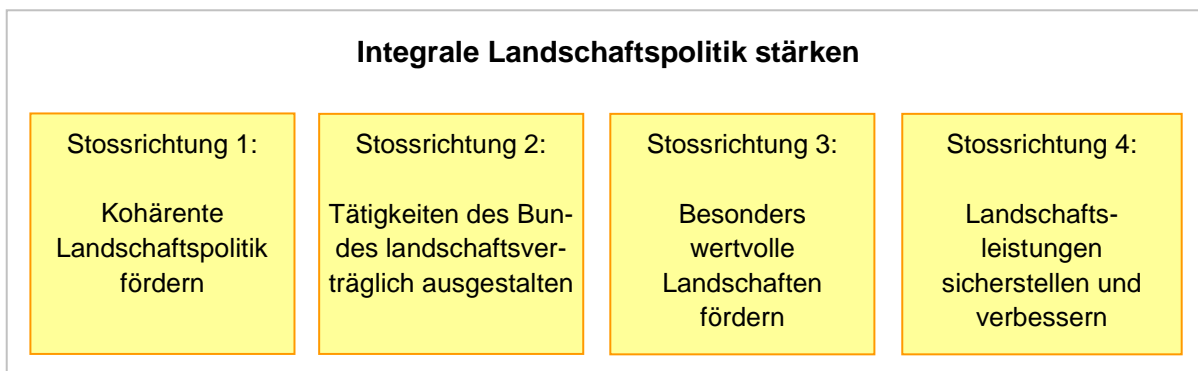 Integrale Landschaftspolitik stärken
Stossrichtung 1:
Kohärente
Landschaftspolitik
fördern
Stossrichtung 2:
Tätigkeiten des Bun-
des landschaftsver-
träglich ausgestalten
Stossrichtung 3:
Besonders
wertvolle
Landschaften
fördern
Stossrichtung 4:
Landschafts-
leistungen
sicherstellen und
verbessern